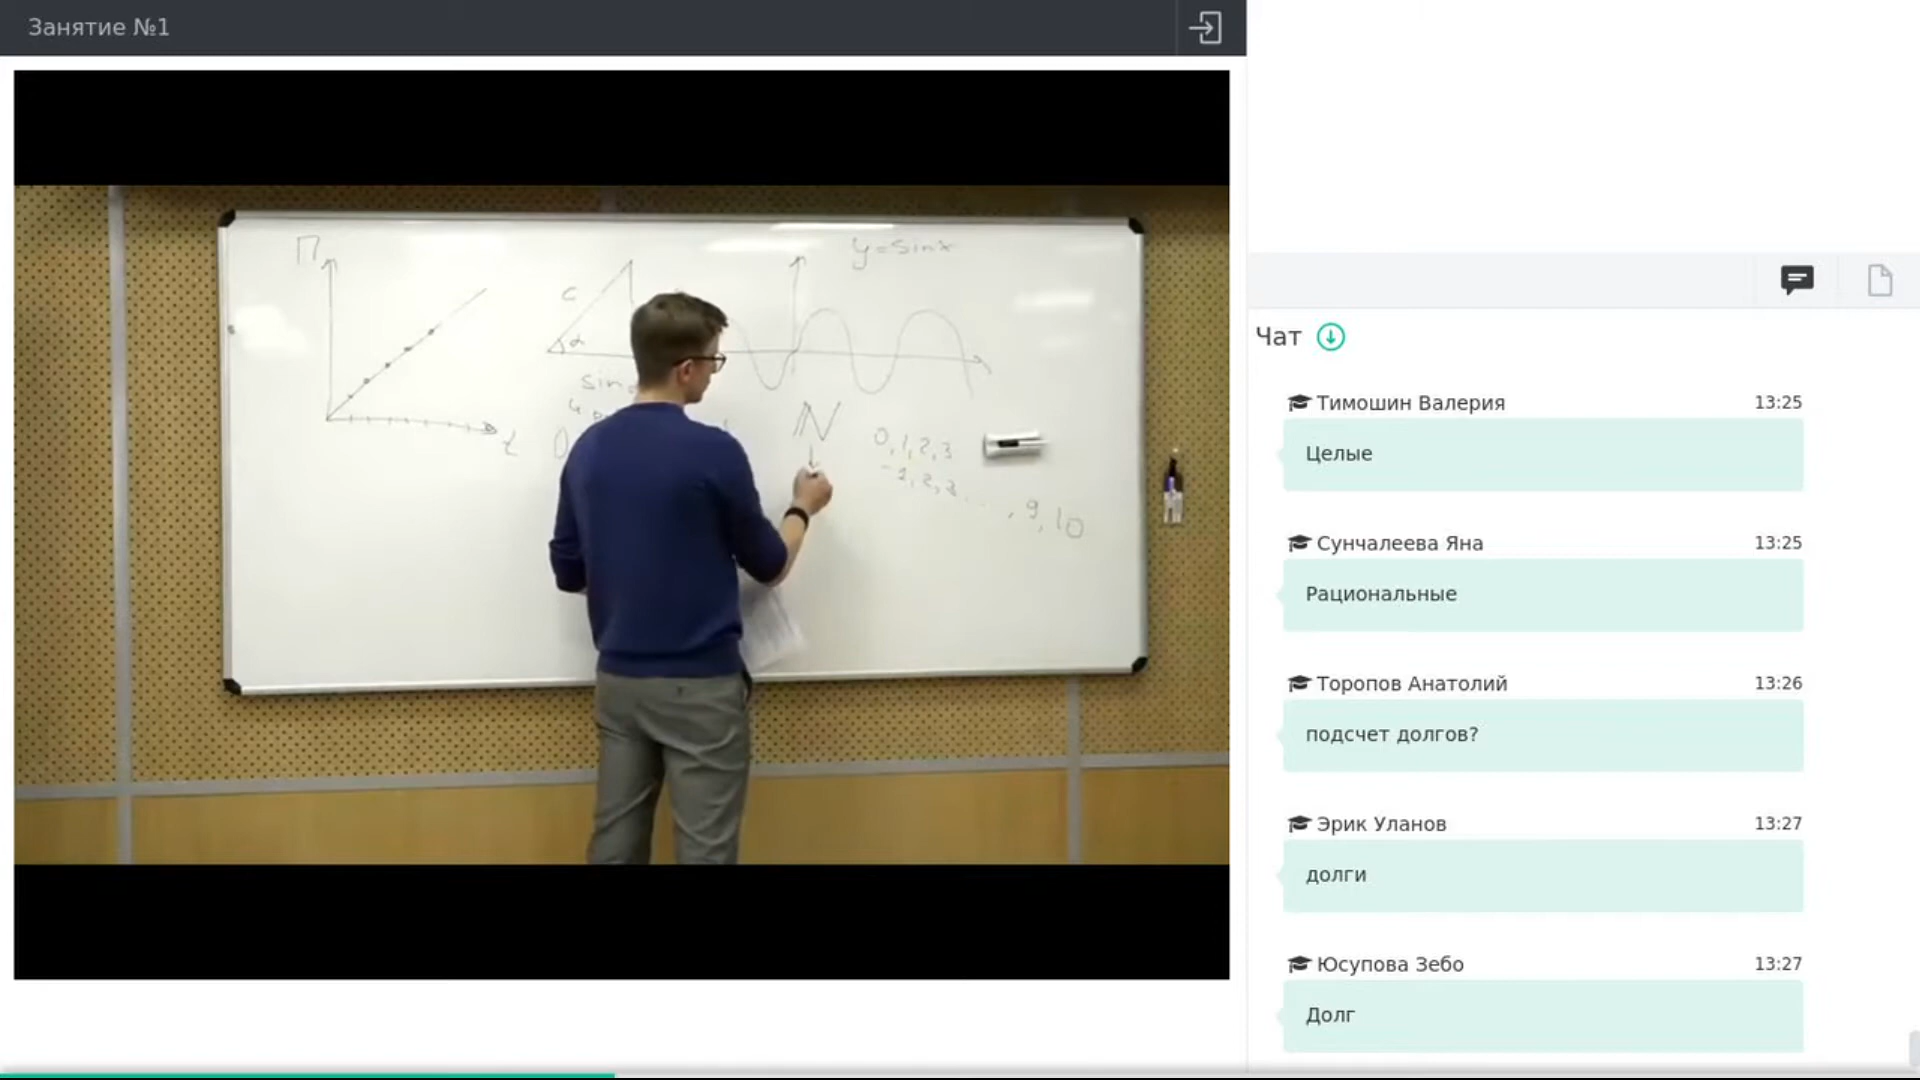 Занятие №1
П
y=sinx
c
α
sin
t
0
N
0,1,2,3
-1,2,3 ... , 9,10
Чат
Тимошин Валерия 13:25
Целые
Сунчалеева Яна 13:25
Рациональные
Торопов Анатолий 13:26
подсчет долгов?
Эрик Уланов 13:27
долги
Юсупова Зебо 13:27
Долг